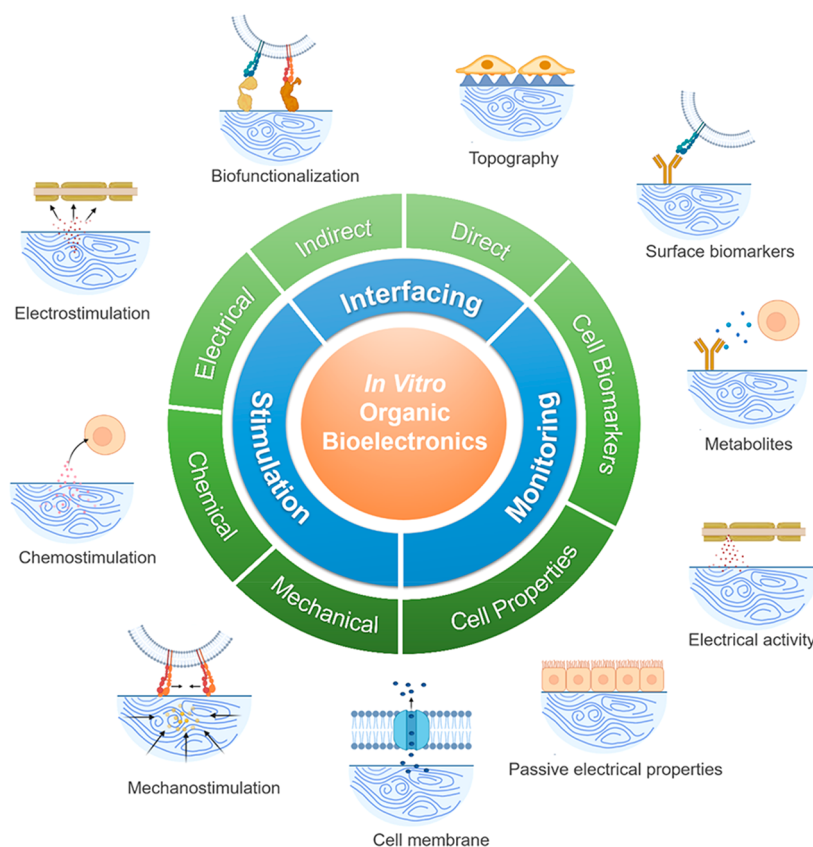 Biofunctionalization
Topography
Surface biomarkers
Electrostimulation
Indirect
Direct
Electrical
Interfacing
Cell Biomarkers
In Vitro
Organic
Bioelectronics
Stimulation
Monitoring
Metabolites
Chemostimulation
Chemical
Mechanical
Cell Properties
Electrical activity
Mechanostimulation
Passive electrical properties
Cell membrane